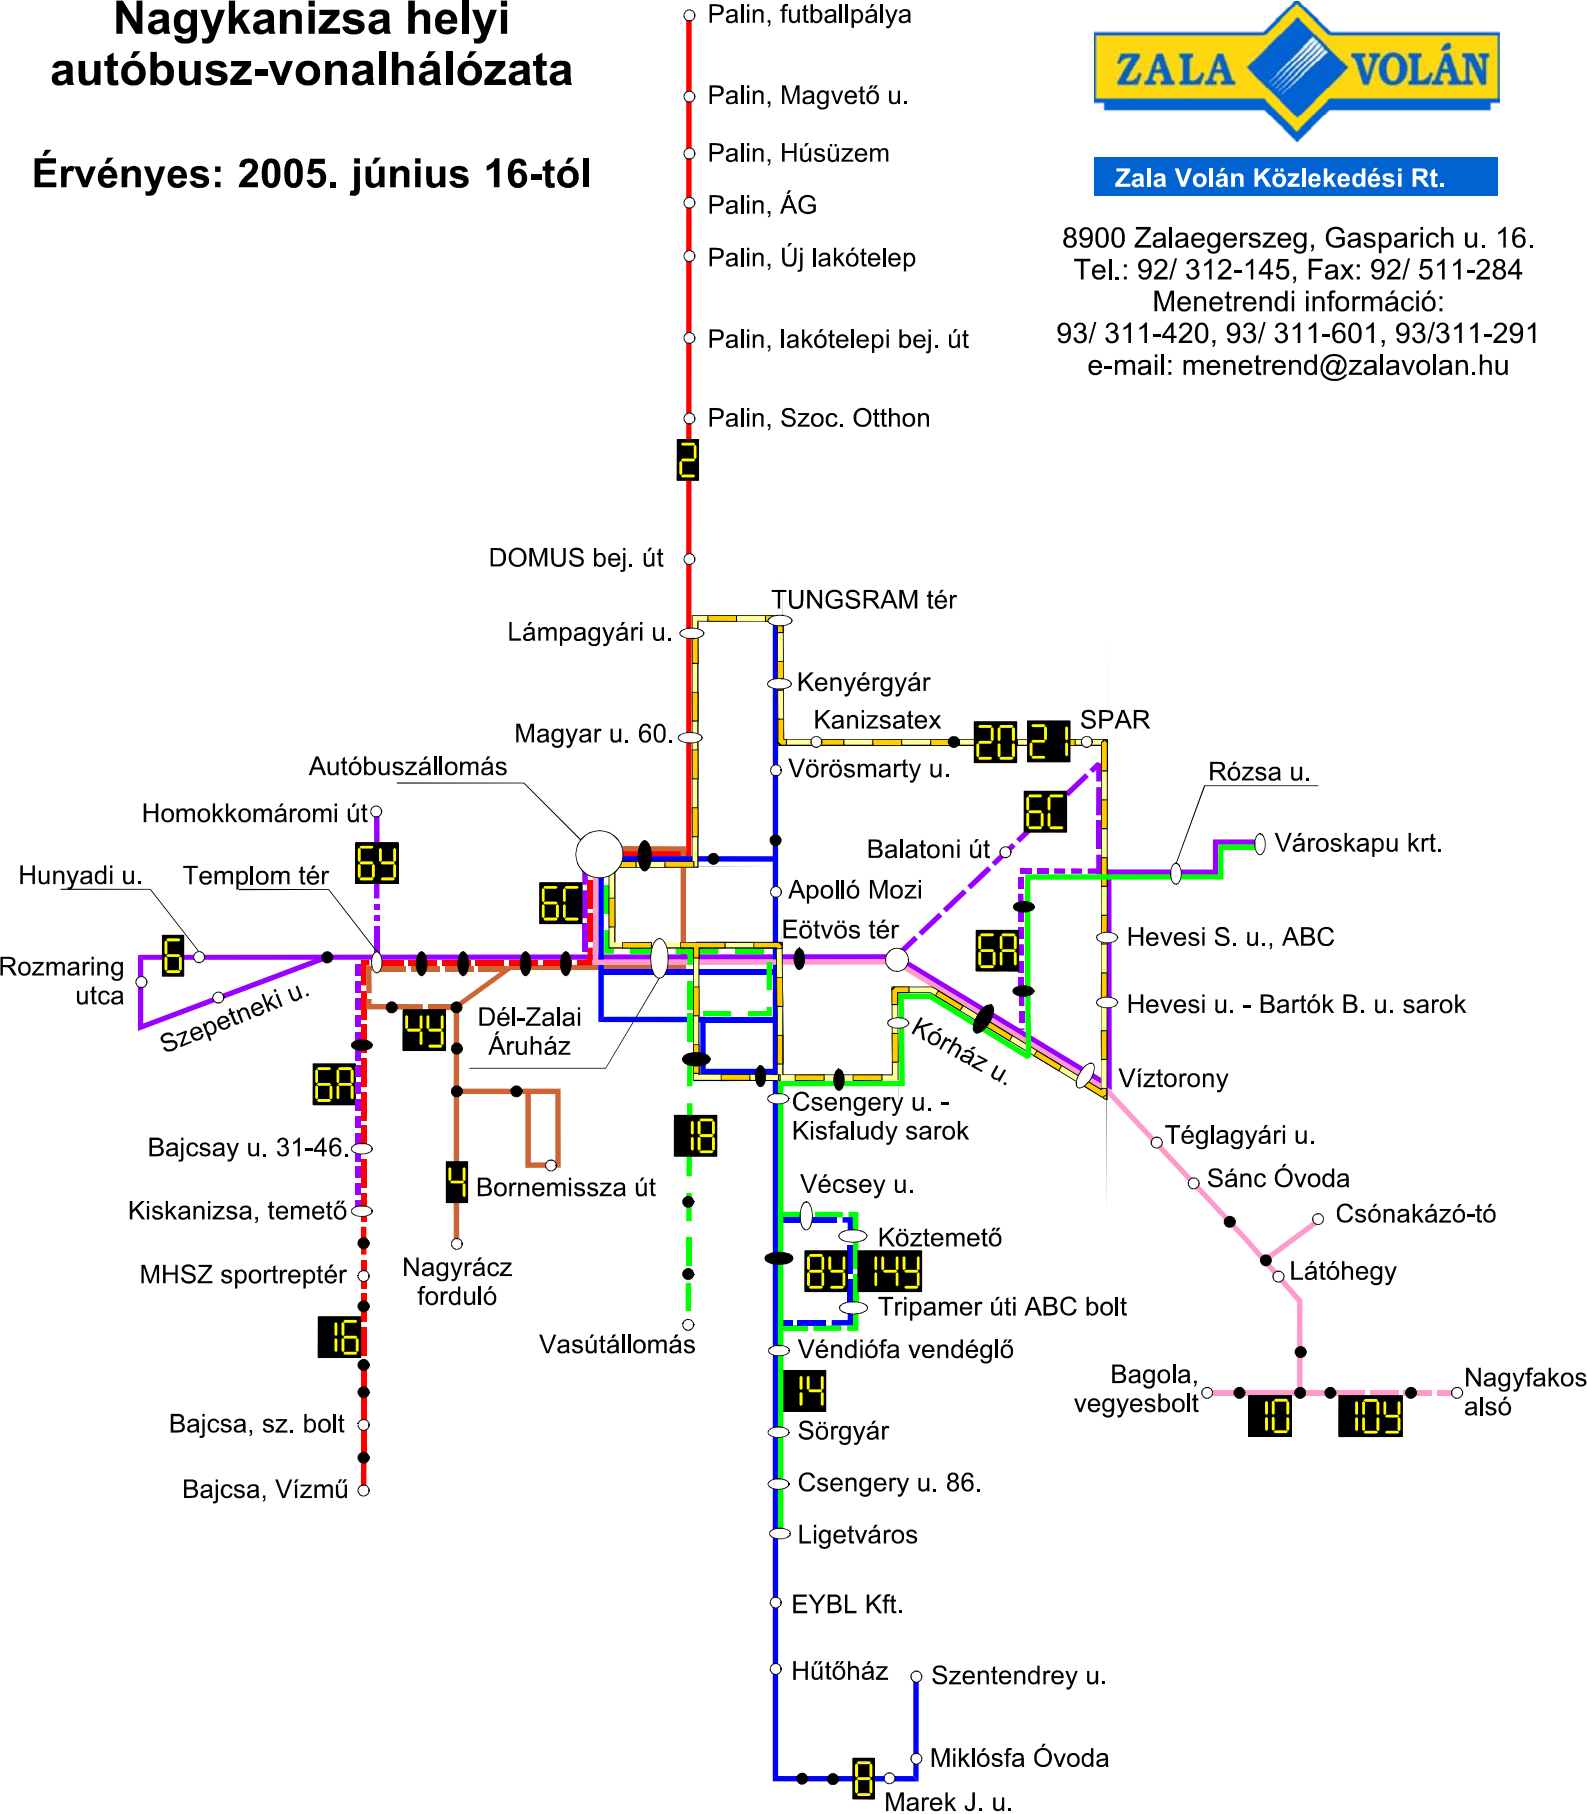 Nagykanizsa helyi
autóbusz-vonalhálózata
Érvényes: 2005. június 16-tól
ZALA VOLÁN
Zala Volán Közlekedési Rt.
8900 Zalaegerszeg, Gasparich u. 16.
Tel.: 92/ 312-145, Fax: 92/ 511-284
Menetrendi információ:
93/ 311-420, 93/ 311-601, 93/311-291
e-mail: menetrend@zalavolan.hu
Palin, futballpálya
Palin, Magvető u.
Palin, Húsüzem
Palin, ÁG
Palin, Új lakótelep
Palin, lakótelepi bej. út
Palin, Szoc. Otthon
2
DOMUS bej. út
TUNGSRAM tér
Lámpagyári u.
Kenyérgyár
Kanizsatex
20
21
SPAR
Magyar u. 60.
Autóbuszállomás
Vörösmarty u.
Rózsa u.
Homokkomáromi út
6C
6y
Balatoni út
Városkapu krt.
Hunyadi u.
Templom tér
6C
Apolló Mozi
Eötvös tér
Hevesi S. u., ABC
6
6A
Rozmaring
utca
Szepetneki u.
Hevesi u. - Bartók B. u. sarok
4y
Dél-Zalai
Áruház
Kórház u.
Víztorony
6A
Csengery u. -
Kisfaludy sarok
18
Téglagyári u.
Bajcsay u. 31-46.
4
Bornemissza út
Vécsey u.
Sánc Óvoda
Kiskanizsa, temető
Csónakázó-tó
Köztemető
MHSZ sportreptér
Nagyrácz
forduló
8y
14y
Látóhegy
Tripamer úti ABC bolt
16
Vasútállomás
Véndiófa vendéglő
14
Bagola,
vegyesbolt
Nagyfakos
alsó
10
10y
Bajcsa, sz. bolt
Sörgyár
Bajcsa, Vízmű
Csengery u. 86.
Ligetváros
EYBL Kft.
Hűtőház
Szentendrey u.
Miklósfa Óvoda
8
Marek J. u.